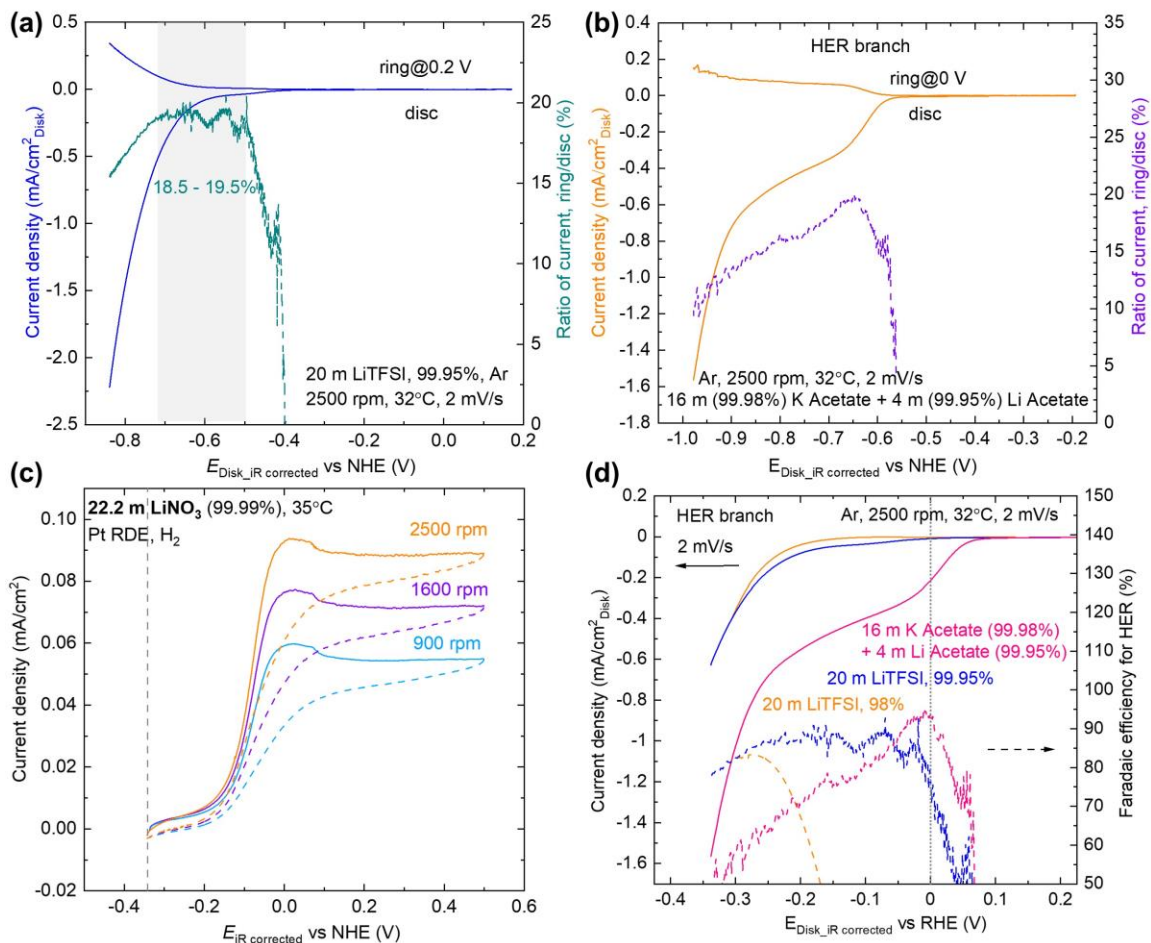 (a)
0.5
0.0
-0.5
-1.0
-1.5
-2.0
-2.5
Current density (mA/cm²Disk)
ring@0.2 V
disc
18.5 - 19.5%
20 m LiTFSI, 99.95%, Ar
2500 rpm, 32°C, 2 mV/s
25
20
15
10
5
0
Ratio of current, ring/disc (%)
-0.8 -0.6 -0.4 -0.2 0.0 0.2
EDisk_iR corrected vs NHE (V)
(b)
0.4
0.2
0.0
-0.2
-0.4
-0.6
-0.8
-1.0
-1.2
-1.4
-1.6
-1.8
Current density (mA/cm²Disk)
HER branch
ring@0 V
disc
Ar, 2500 rpm, 32°C, 2 mV/s
16 m (99.98%) K Acetate + 4 m (99.95%) Li Acetate
35
30
25
20
15
10
5
0
Ratio of current, ring/disc (%)
-1.0 -0.9 -0.8 -0.7 -0.6 -0.5 -0.4 -0.3 -0.2
EDisk_iR corrected vs NHE (V)
(c)
0.10
0.08
0.06
0.04
0.02
0.00
-0.02
Current density (mA/cm²)
22.2 m LiNO₃ (99.99%), 35°C
Pt RDE, H₂
2500 rpm
1600 rpm
900 rpm
-0.4 -0.2 0.0 0.2 0.4 0.6
EiR corrected vs NHE (V)
(d)
0.2
0
-0.2
-0.4
-0.6
-0.8
-1
-1.2
-1.4
-1.6
Current density (mA/cm²Disk)
HER branch
Ar, 2500 rpm, 32°C, 2 mV/s
2 mV/s
16 m K Acetate (99.98%)
+ 4 m Li Acetate (99.95%)
20 m LiTFSI, 99.95%
20 m LiTFSI, 98%
150
140
130
120
110
100
90
80
70
60
50
Faradaic efficiency for HER (%)
-0.4 -0.3 -0.2 -0.1 0 0.1 0.2
EDisk_iR corrected vs RHE (V)